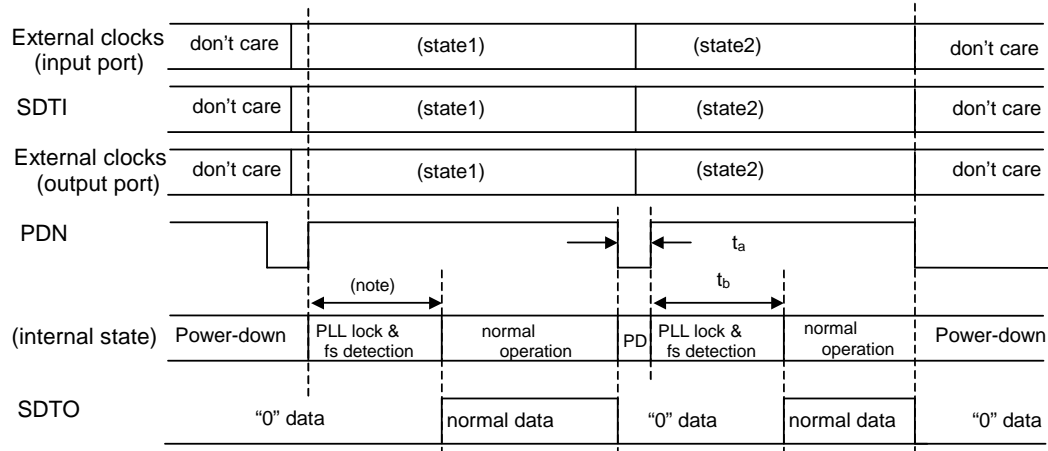 External clocks
(input port)
don’t care
(state1)
(state2)
don’t care
SDTI
don’t care
(state1)
(state2)
don’t care
External clocks
(output port)
don’t care
(state1)
(state2)
don’t care
PDN
ta
(note)
tb
(internal state)
Power-down
PLL lock &
fs detection
normal
operation
PD
PLL lock &
fs detection
normal
operation
Power-down
SDTO
“0” data
normal data
“0” data
normal data
“0” data